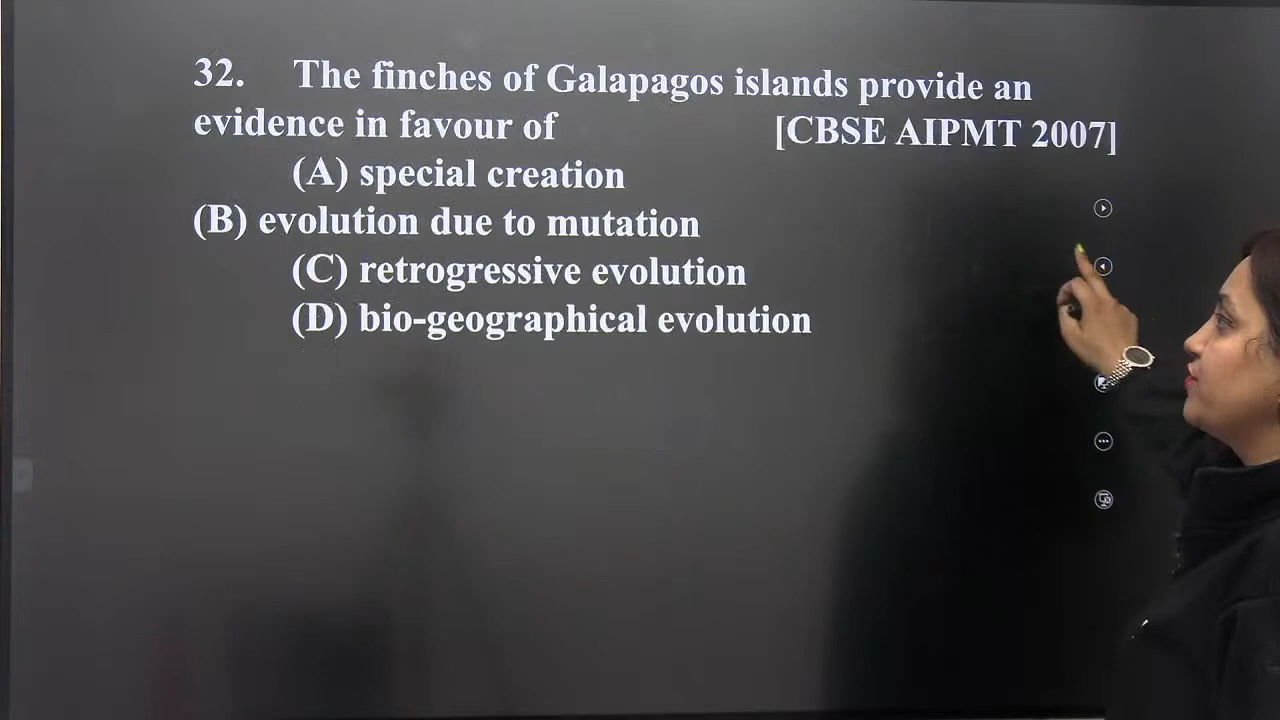 32. The finches of Galapagos islands provide an
evidence in favour of [CBSE AIPMT 2007]
(A) special creation
(B) evolution due to mutation
(C) retrogressive evolution
(D) bio-geographical evolution